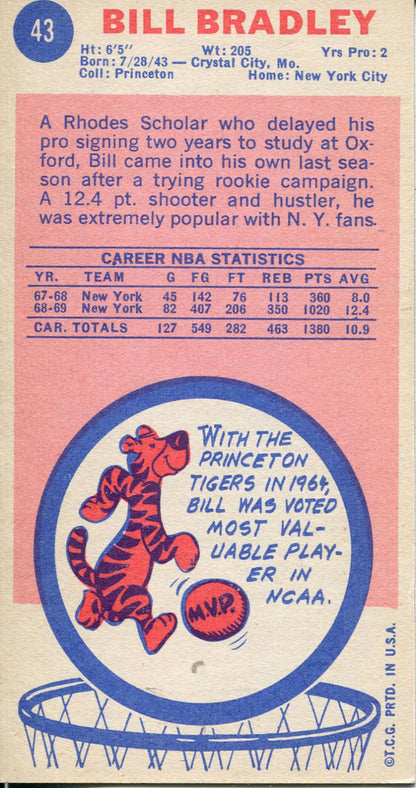 43
BILL BRADLEY
Ht: 6'5" Wt: 205 Yrs Pro: 2
Born: 7/28/43 — Crystal City, Mo.
Coll: Princeton Home: New York City
A Rhodes Scholar who delayed his
pro signing two years to study at Ox-
ford, Bill came into his own last sea-
son after a trying rookie campaign.
A 12.4 pt. shooter and hustler, he
was extremely popular with N. Y. fans.
CAREER NBA STATISTICS
YR. TEAM G FG FT REB PTS AVG
67-68 New York 45 142 76 113 360 8.0
68-69 New York 82 407 206 350 1020 12.4
CAR. TOTALS 127 549 282 463 1380 10.9
WITH THE
PRINCETON
TIGERS IN 1964,
BILL WAS VOTED
MOST VAL-
UABLE PLAY-
ER IN
NCAA.
M.V.P.
©T.C.G. PRTD. IN U.S.A.